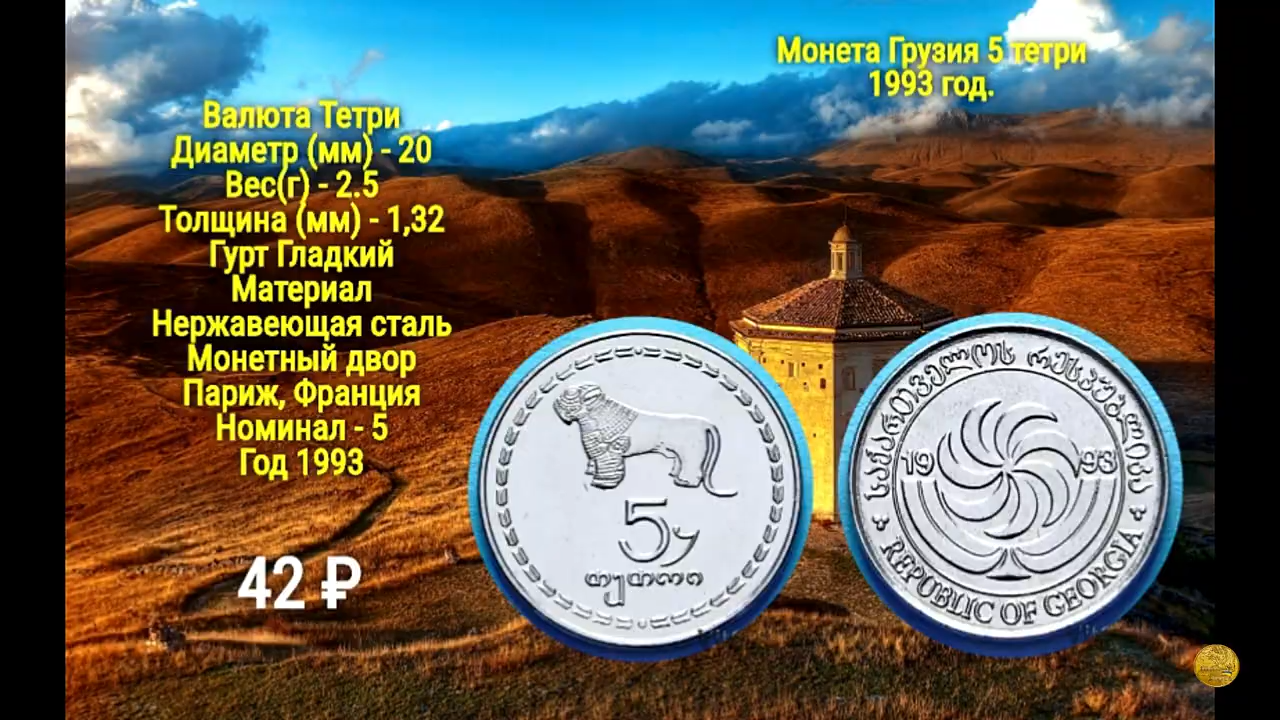 Монета Грузия 5 тетри
1993 год.
Валюта Тетри
Диаметр (мм) - 20
Вес(г) - 2.5
Толщина (мм) - 1,32
Гурт Гладкий
Материал
Нержавеющая сталь
Монетный двор
Париж, Франция
Номинал - 5
Год 1993
42 ₽
5
თეთრი
საქართველოს რესპუბლიკა
19 93
REPUBLIC OF GEORGIA